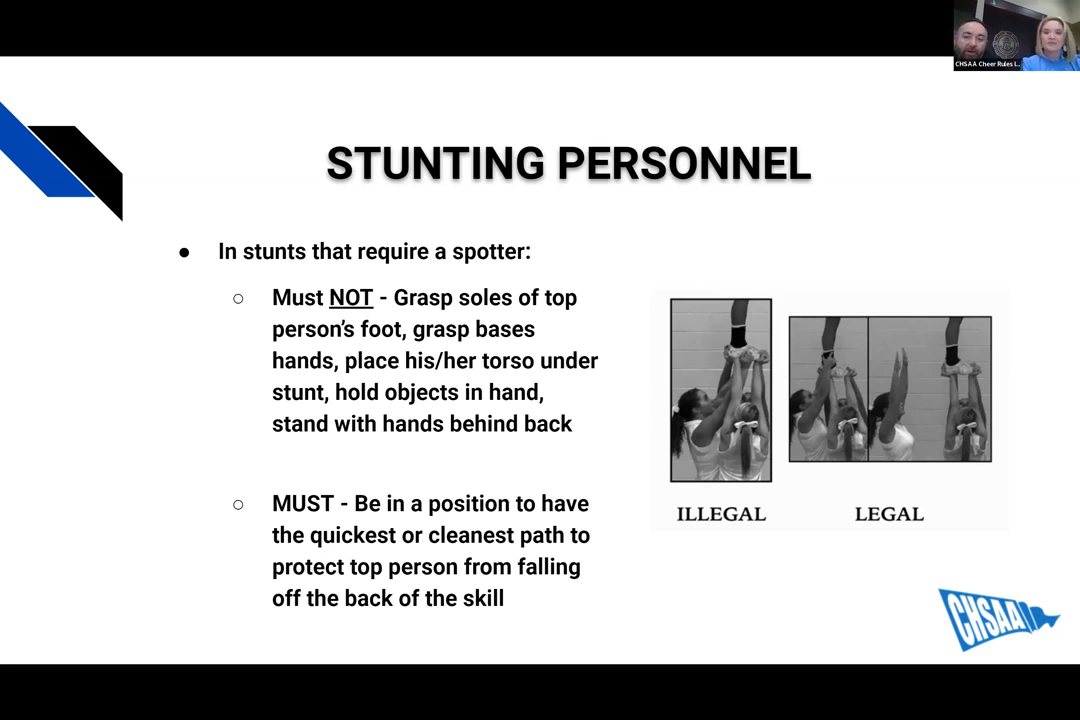 CHSAA Cheer Rules I...
STUNTING PERSONNEL
● In stunts that require a spotter:
○ Must NOT - Grasp soles of top
person's foot, grasp bases
hands, place his/her torso under
stunt, hold objects in hand,
stand with hands behind back
○ MUST - Be in a position to have
the quickest or cleanest path to
protect top person from falling
off the back of the skill
ILLEGAL
LEGAL
CHSAA